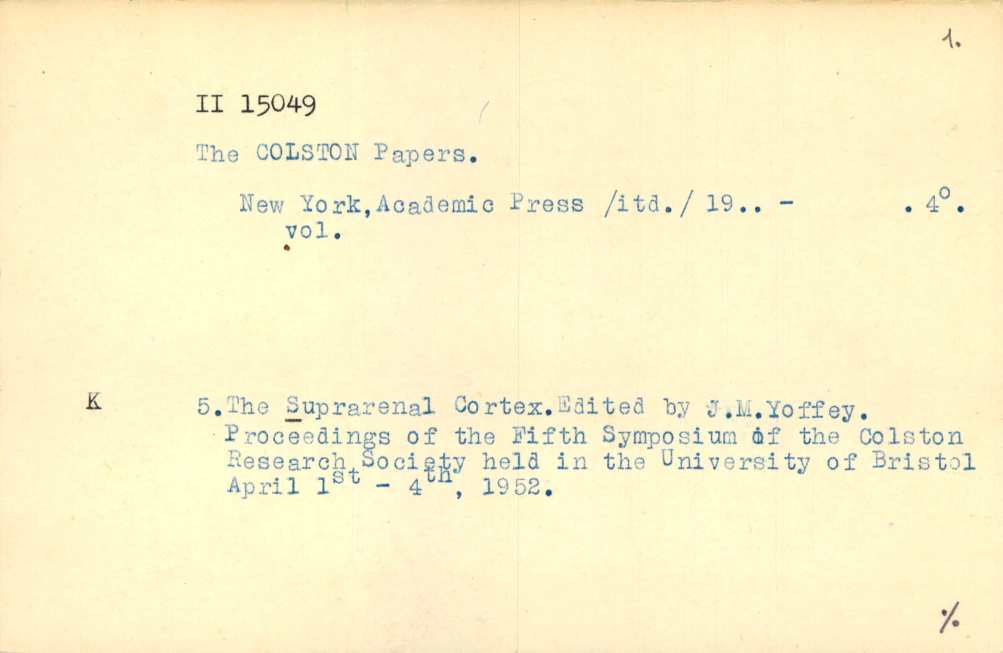 1.
II 15049
The COLSTON Papers.
New York,Academic Press /itd./ 19.. - . 4°.
vol.
K 5.The Suprarenal Cortex.Edited by J.M.Yoffey.
Proceedings of the Fifth Symposium of the Colston
Research Society held in the University of Bristol
April 1st - 4th, 1952.
%